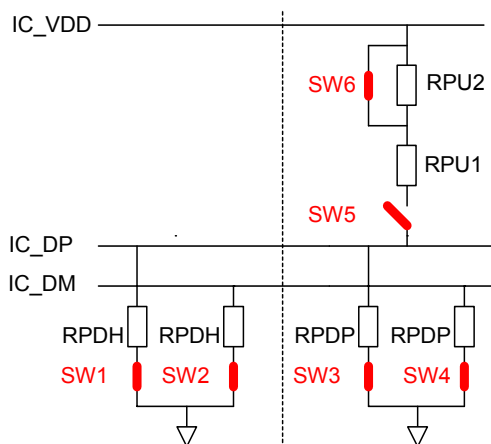 IC_VDD
SW6
RPU2
RPU1
SW5
IC_DP
IC_DM
RPDH
RPDH
RPDP
RPDP
SW1
SW2
SW3
SW4